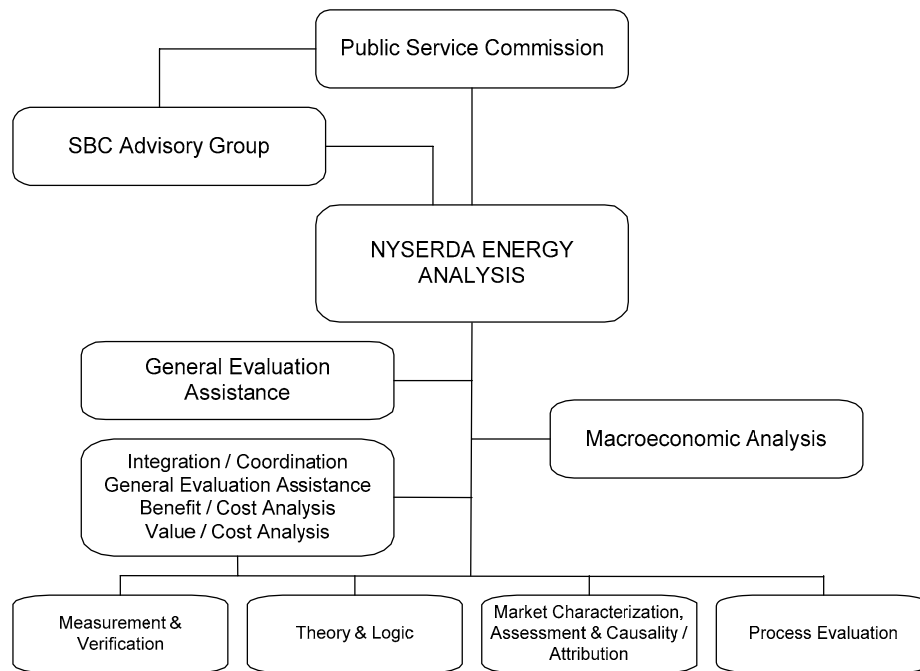 Public Service Commission
SBC Advisory Group
NYSERDA ENERGY
ANALYSIS
General Evaluation
Assistance
Macroeconomic Analysis
Integration / Coordination
General Evaluation Assistance
Benefit / Cost Analysis
Value / Cost Analysis
Measurement &
Verification
Theory & Logic
Market Characterization,
Assessment & Causality /
Attribution
Process Evaluation